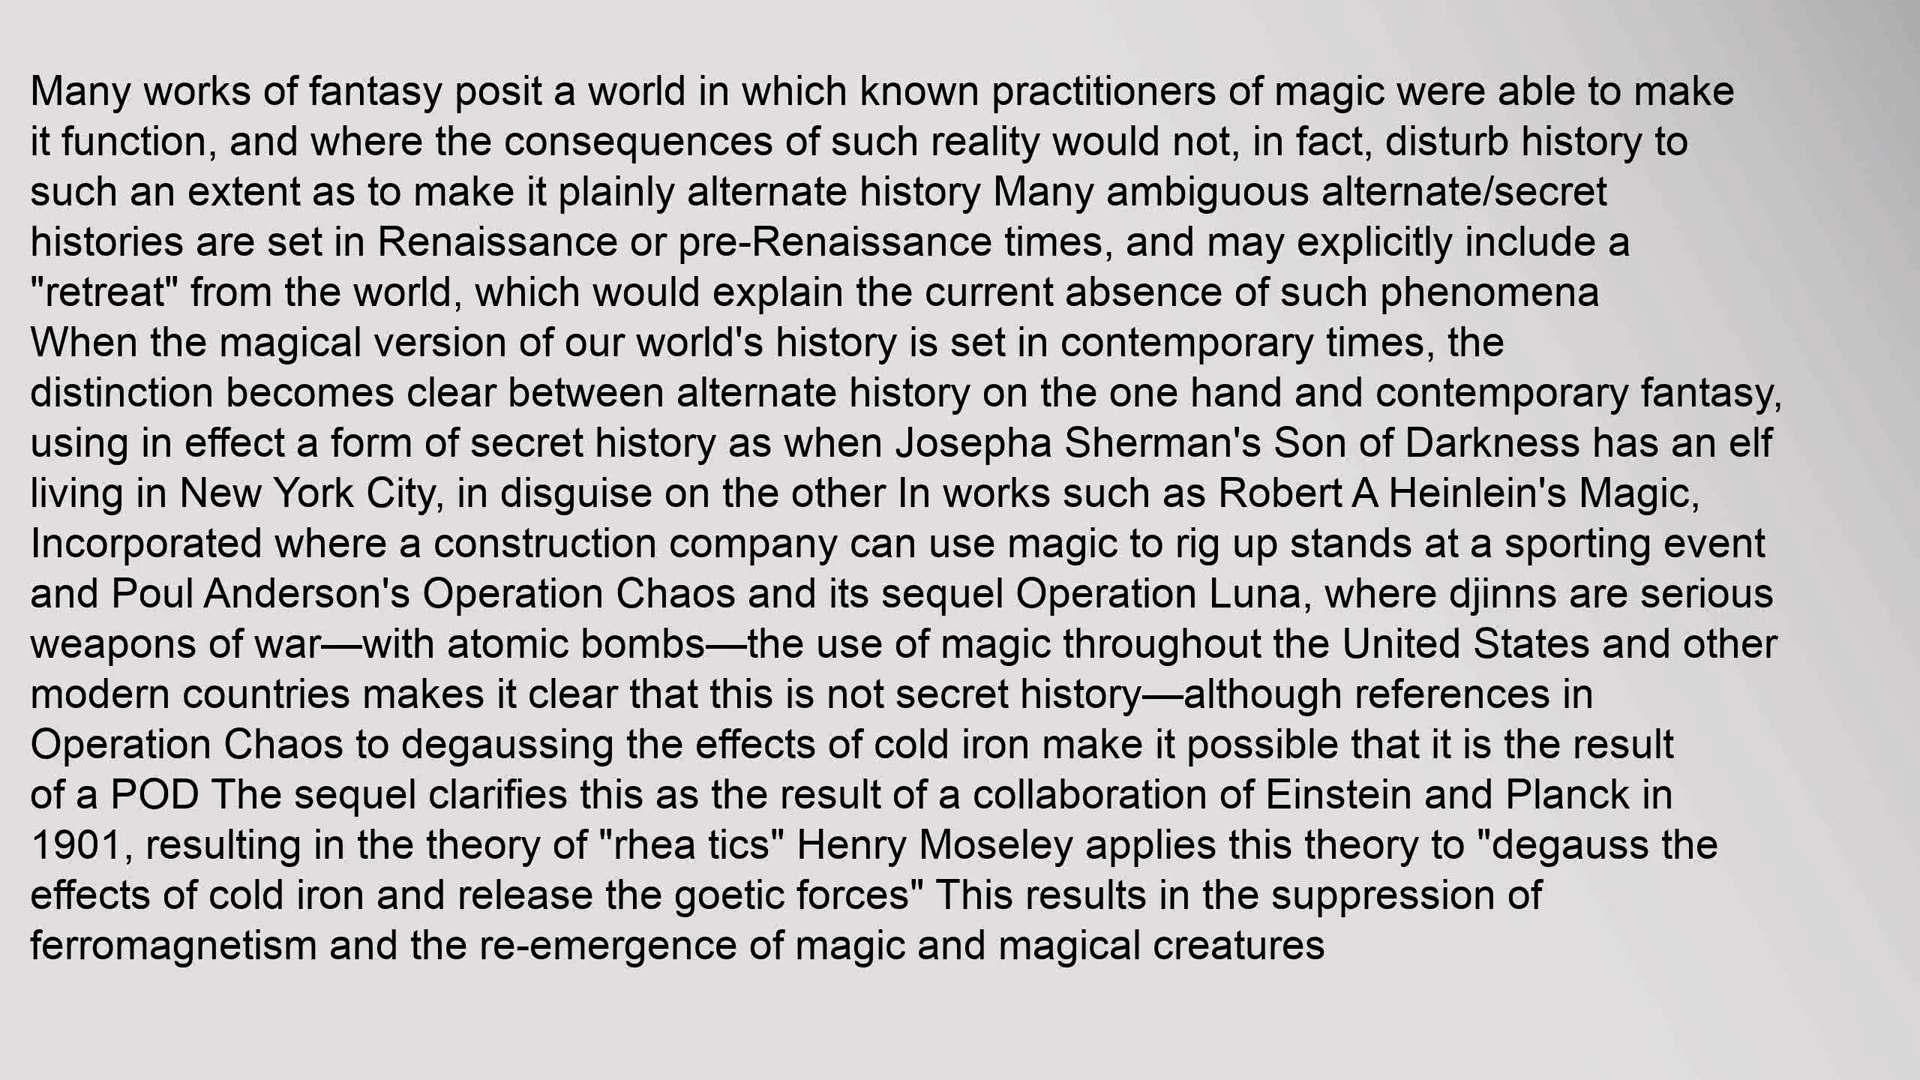 Many works of fantasy posit a world in which known practitioners of magic were able to make
it function, and where the consequences of such reality would not, in fact, disturb history to
such an extent as to make it plainly alternate history Many ambiguous alternate/secret
histories are set in Renaissance or pre-Renaissance times, and may explicitly include a
"retreat" from the world, which would explain the current absence of such phenomena
When the magical version of our world's history is set in contemporary times, the
distinction becomes clear between alternate history on the one hand and contemporary fantasy,
using in effect a form of secret history as when Josepha Sherman's Son of Darkness has an elf
living in New York City, in disguise on the other In works such as Robert A Heinlein's Magic,
Incorporated where a construction company can use magic to rig up stands at a sporting event
and Poul Anderson's Operation Chaos and its sequel Operation Luna, where djinns are serious
weapons of war—with atomic bombs—the use of magic throughout the United States and other
modern countries makes it clear that this is not secret history—although references in
Operation Chaos to degaussing the effects of cold iron make it possible that it is the result
of a POD The sequel clarifies this as the result of a collaboration of Einstein and Planck in
1901, resulting in the theory of "rhea tics" Henry Moseley applies this theory to "degauss the
effects of cold iron and release the goetic forces" This results in the suppression of
ferromagnetism and the re-emergence of magic and magical creatures